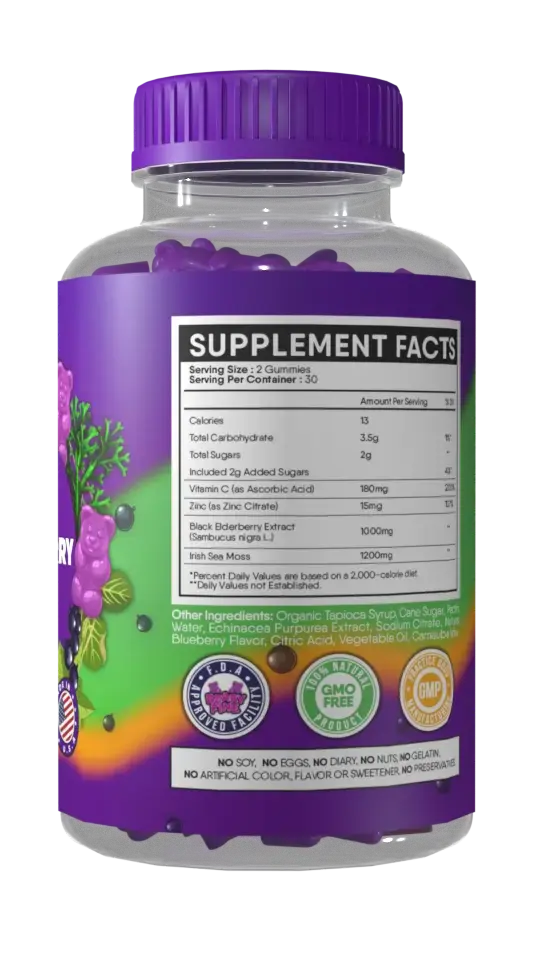 SUPPLEMENT FACTS
Serving Size : 2 Gummies
Serving Per Container : 30
Amount Per Serving
Calories 13
Total Carbohydrate 3.5g
Total Sugars 2g
Included 2g Added Sugars
Vitamin C (as Ascorbic Acid) 180mg
Zinc (as Zinc Citrate) 15mg
Black Elderberry Extract 1000mg
(Sambucus nigra L.)
Irish Sea Moss 1200mg
*Percent Daily Values are based on a 2,000-calorie diet.
**Daily Values not Established.
RY
Other Ingredients: Organic Tapioca Syrup, Cane Sugar,
Water, Echinacea Purpurea Extract, Sodium Citrate,
Blueberry Flavor, Citric Acid, Vegetable Oil,
F.D.A
APPROVED FACILITY
100% NATURAL
GMO
FREE
PRODUCT
PRACTICE
GMP
NO SOY, NO EGGS, NO DIARY, NO NUTS, NO GELATIN,
NO ARTIFICIAL COLOR, FLAVOR OR SWEETENER, NO